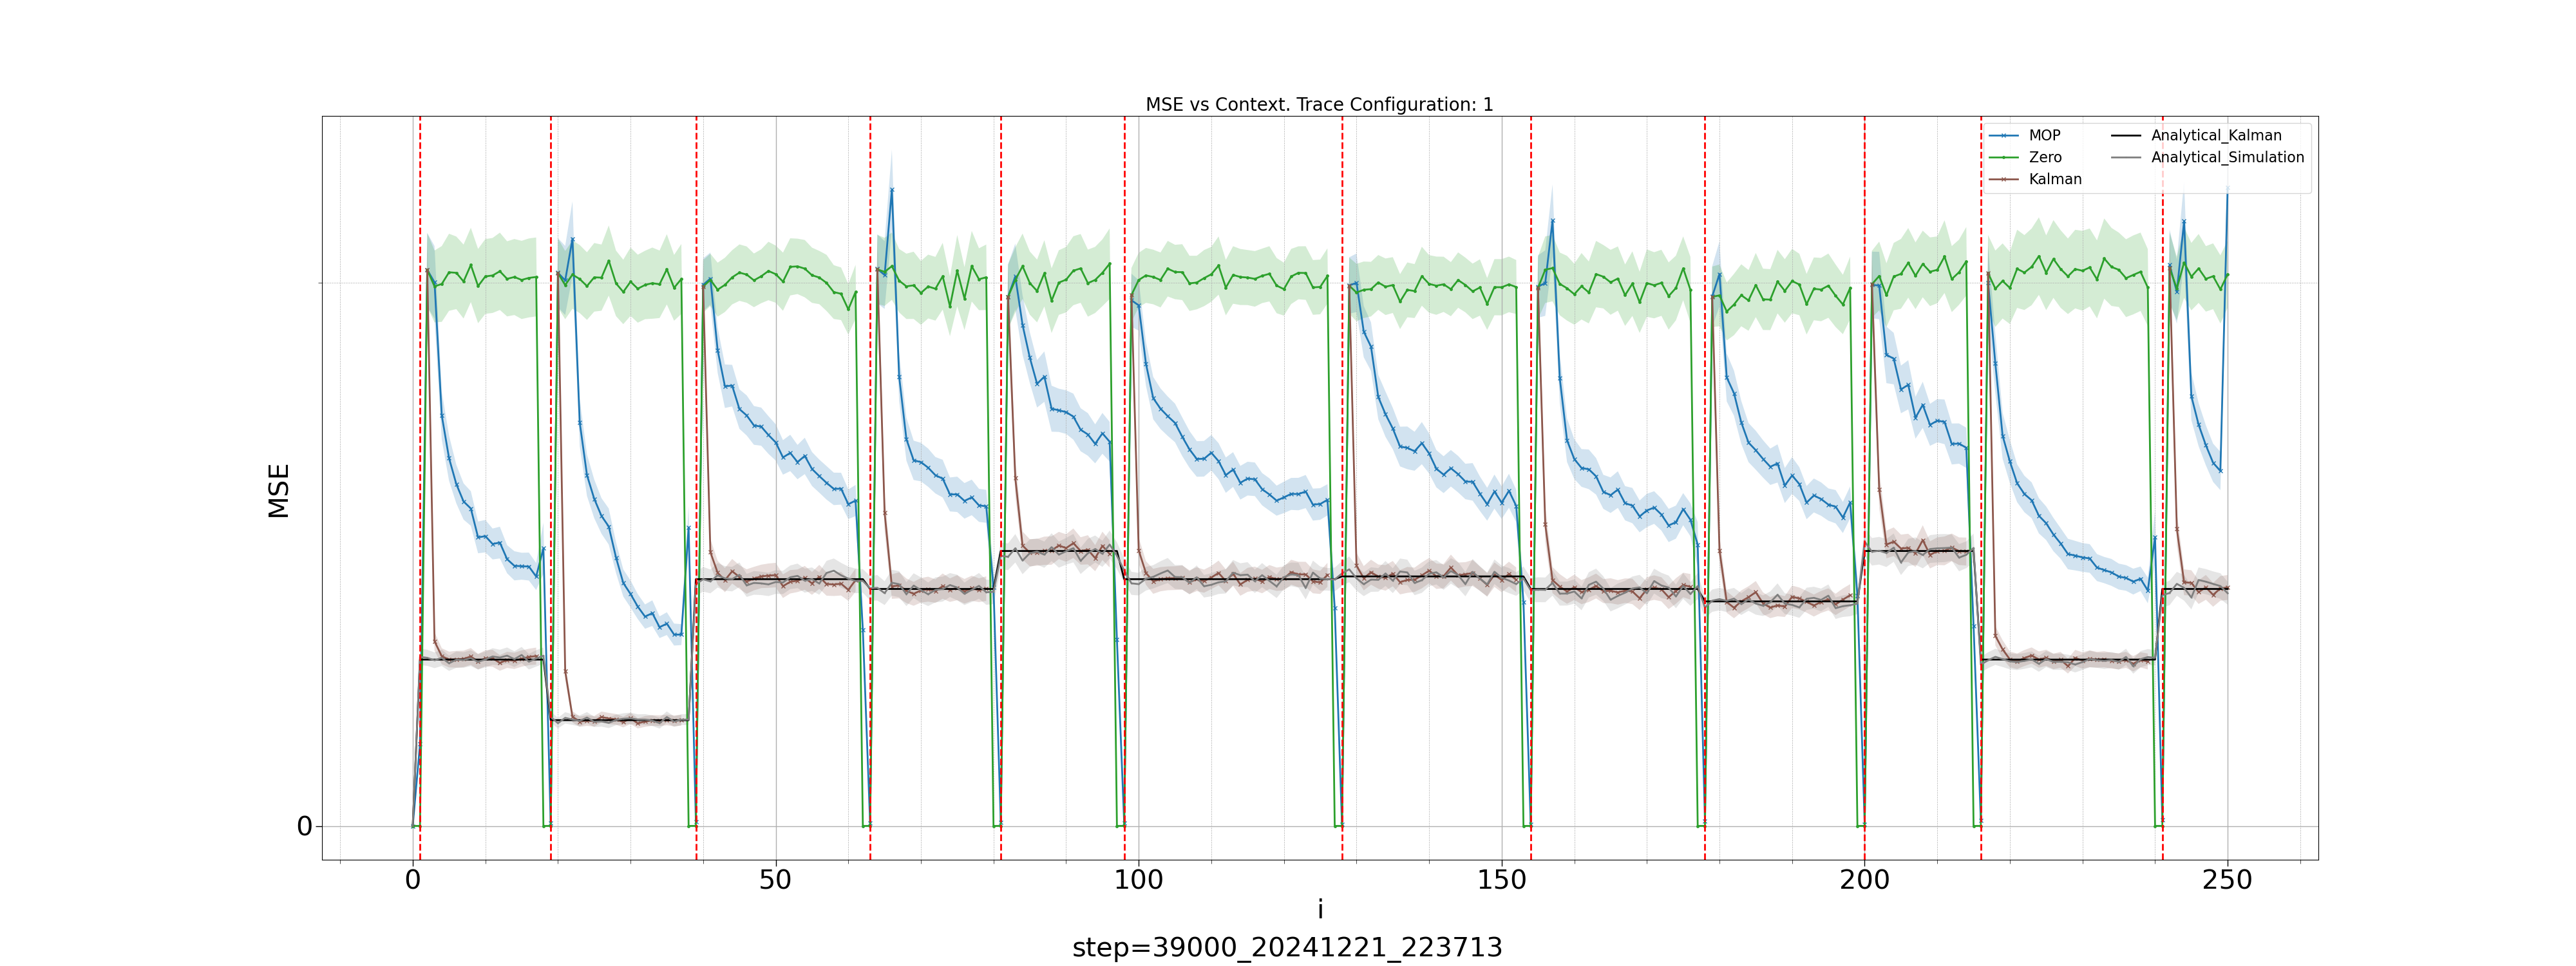 MSE vs Context. Trace Configuration: 1
MOP
Zero
Kalman
Analytical_Kalman
Analytical_Simulation
MSE
0
0 50 100 150 200 250
i
step=39000_20241221_223713